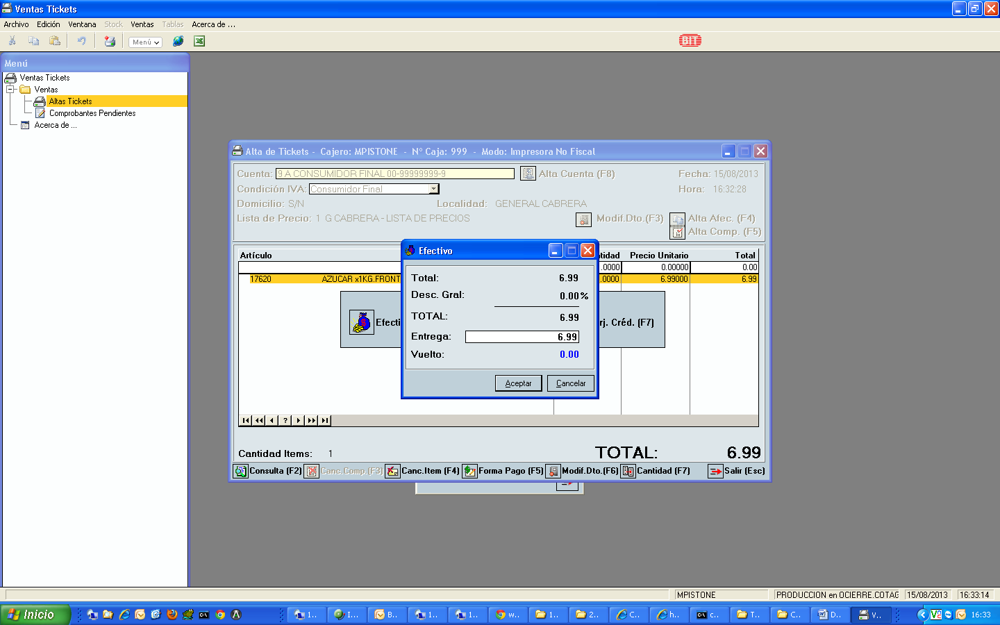 Ventas Tickets
Archivo Edición Ventana Stock Ventas Tablas Acerca de ...
Menú
Menú
Ventas Tickets
Ventas
Altas Tickets
Comprobantes Pendientes
Acerca de ...
Alta de Tickets - Cajero: MPISTONE - Nº Caja: 999 - Modo: Impresora No Fiscal
Cuenta: 9 A CONSUMIDOR FINAL 00-99999999-9 Alta Cuenta (F8) Fecha: 15/08/2013
Condición IVA: Consumidor Final Hora: 16:32:28
Domicilio: S/N Localidad: GENERAL CABRERA
Lista de Precio: 1 G CABRERA - LISTA DE PRECIOS Modif.Dto.(F3) Alta Afec. (F4)
Alta Comp. (F5)
Artículo tidad Precio Unitario Total
.0000 0.00000 0.00
17620 AZUCAR x1KG.FRONT .0000 6.99000 6.99
Efecti rj. Créd. (F7)
Efectivo
Total: 6.99
Desc. Gral: 0.00%
TOTAL: 6.99
Entrega: 6.99
Vuelto: 0.00
Aceptar Cancelar
Cantidad Items: 1 TOTAL: 6.99
Consulta (F2) Canc.Comp.(F3) Canc.Item (F4) Forma Pago (F5) Modif.Dto.(F6) Cantidad (F7) Salir (Esc)
MPISTONE PRODUCCION en OCIERRE.COTAG 15/08/2013 16:33:14
Inicio 1.. I... B... 1.. 1.. w... 1.. 2.. C... h... c... T... C... D... V... 16:33